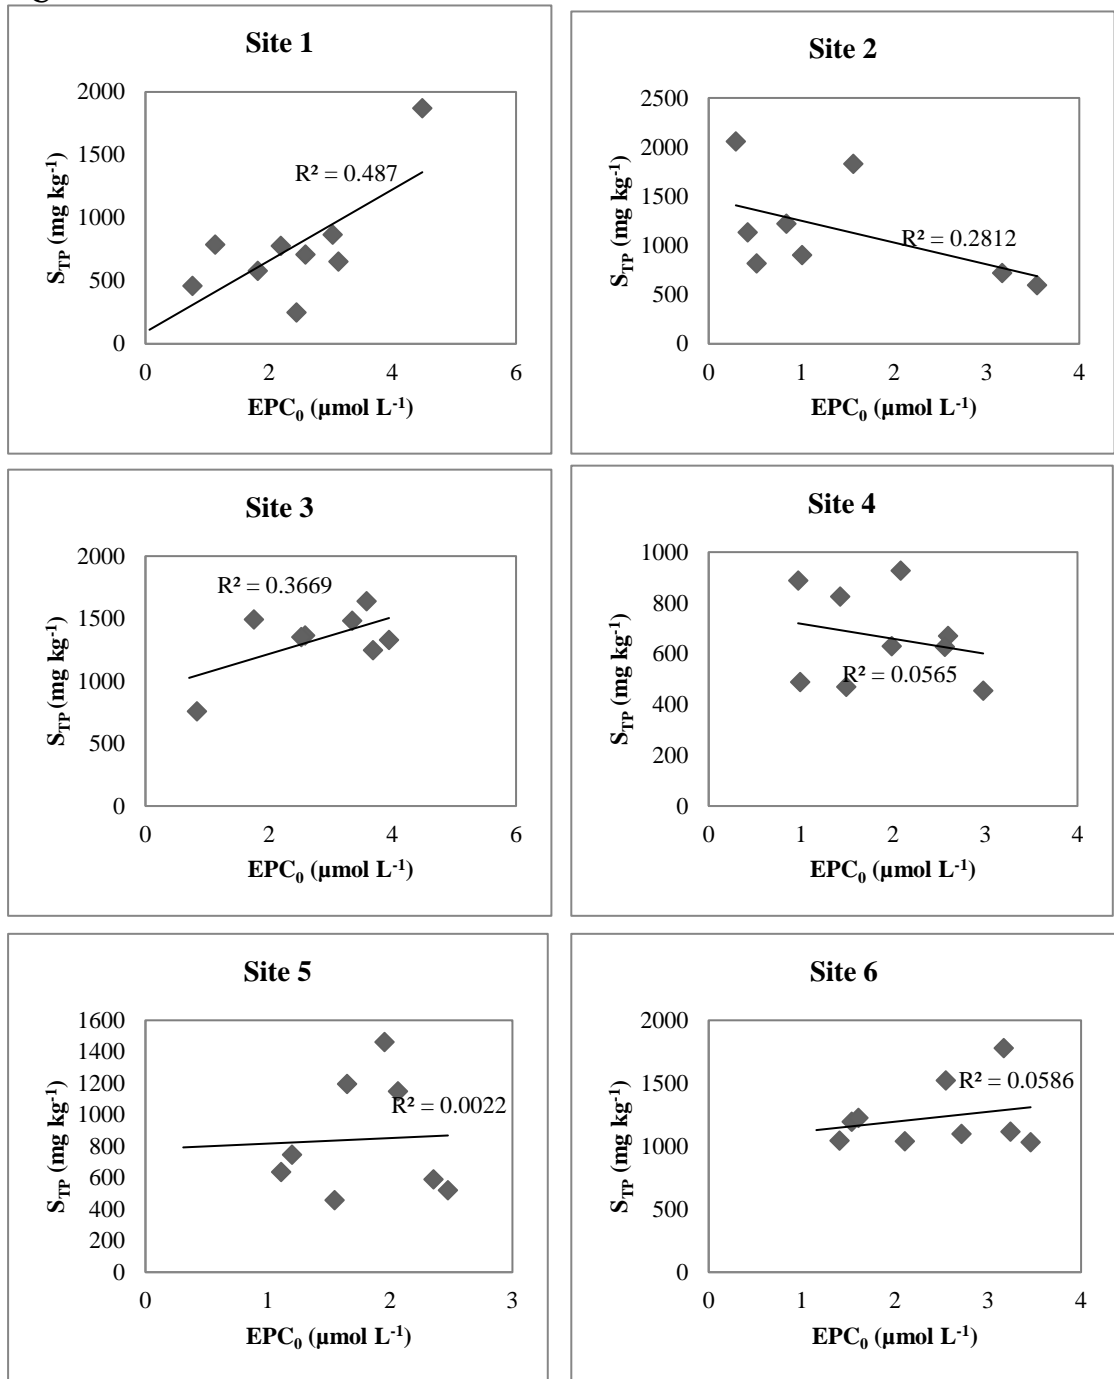 Site 1
2000
1500
1000
500
0
0 2 4 6
S_TP (mg kg⁻¹)
EPC₀ (µmol L⁻¹)
R² = 0.487
Site 2
2500
2000
1500
1000
500
0
0 1 2 3 4
S_TP (mg kg⁻¹)
EPC₀ (µmol L⁻¹)
R² = 0.2812
Site 3
2000
1500
1000
500
0
0 2 4 6
S_TP (mg kg⁻¹)
EPC₀ (µmol L⁻¹)
R² = 0.3669
Site 4
1000
800
600
400
200
0
0 1 2 3 4
S_TP (mg kg⁻¹)
EPC₀ (µmol L⁻¹)
R² = 0.0565
Site 5
1600
1400
1200
1000
800
600
400
200
0
0 1 2 3
S_TP (mg kg⁻¹)
EPC₀ (µmol L⁻¹)
R² = 0.0022
Site 6
2000
1500
1000
500
0
0 1 2 3 4
S_TP (mg kg⁻¹)
EPC₀ (µmol L⁻¹)
R² = 0.0586